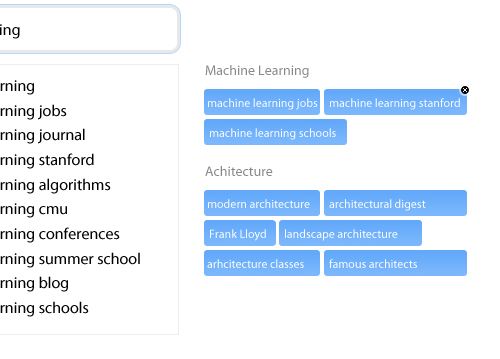 ing
rning
rning jobs
rning journal
rning stanford
rning algorithms
rning cmu
rning conferences
rning summer school
rning blog
rning schools
Machine Learning
machine learning jobs machine learning stanford
machine learning schools
Achitecture
modern architecture architectural digest
Frank Lloyd landscape architecture
arhcitecture classes famous architects